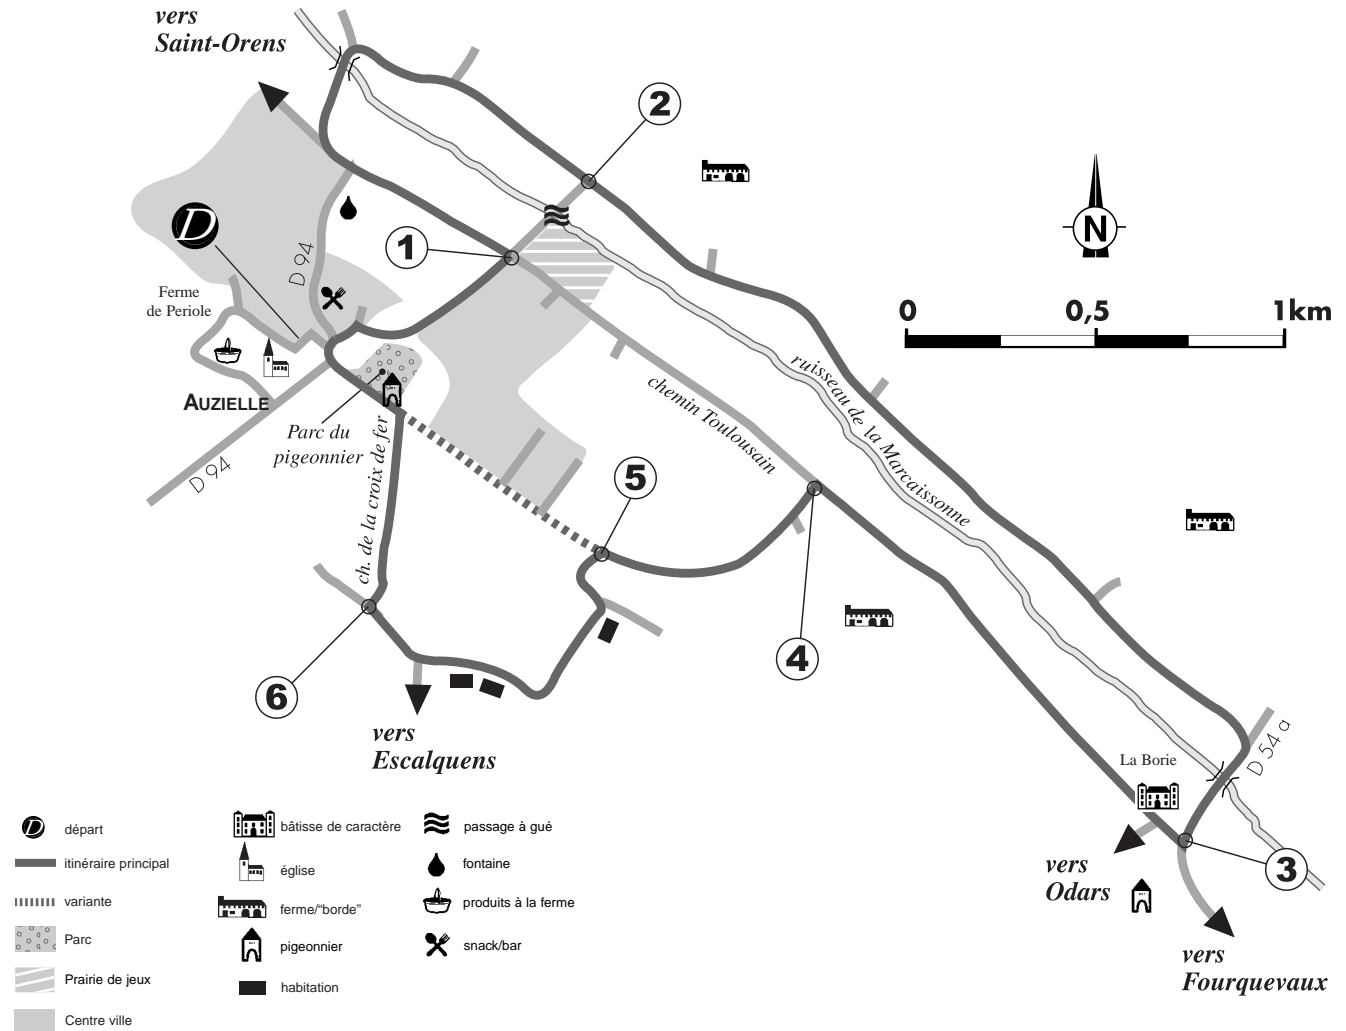 vers
Saint-Orens
2
D
1
N
D 94
Ferme
de Periole
0 0,5 1km
AUZIELLE
ruisseau de la Marcaissonne
chemin Toulousain
Parc du
pigeonnier
ch. de la croix de fer
D 94
5
4
6
vers
Escalquens
D 54 a
La Borie
3
vers
Odars
vers
Fourquevaux
D départ
itinéraire principal
variante
Parc
Prairie de jeux
Centre ville
bâtisse de caractère
église
ferme/“borde”
pigeonnier
habitation
passage à gué
fontaine
produits à la ferme
snack/bar